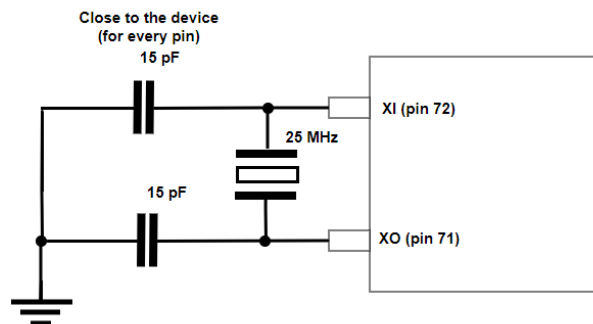 Close to the device
(for every pin)
15 pF
XI (pin 72)
25 MHz
15 pF
XO (pin 71)